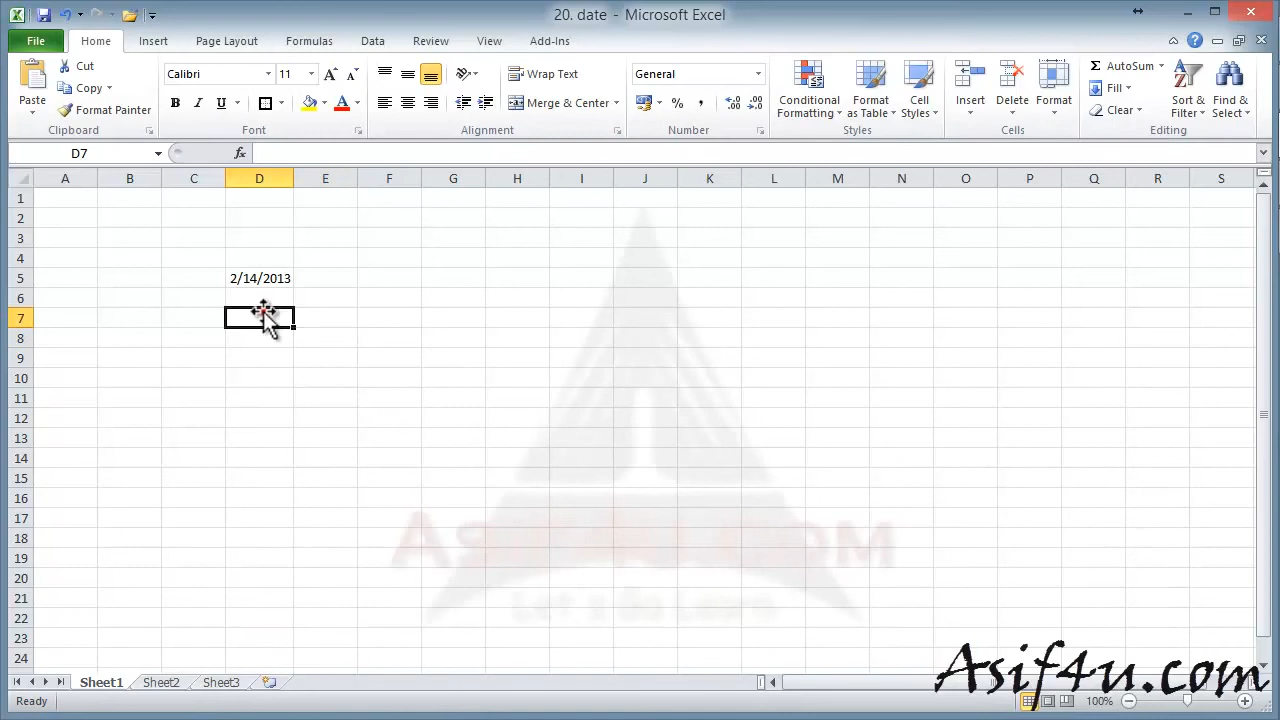 20. date - Microsoft Excel
File Home Insert Page Layout Formulas Data Review View Add-Ins
Cut
Copy
Format Painter
Paste
Clipboard
Calibri 11
B I U
Font
Wrap Text
Merge & Center
Alignment
General
% ,
Number
Conditional Formatting
Format as Table
Cell Styles
Styles
Insert
Delete
Format
Cells
AutoSum
Fill
Clear
Sort & Filter
Find & Select
Editing
D7 fx
A B C D E F G H I J K L M N O P Q R S
1
2
3
4
5 2/14/2013
6
7
8
9
10
11
12
13
14
15
16
17
18
19
20
21
22
23
24
Asif4u.com
Sheet1 Sheet2 Sheet3
Ready 100%
Asif4u.com